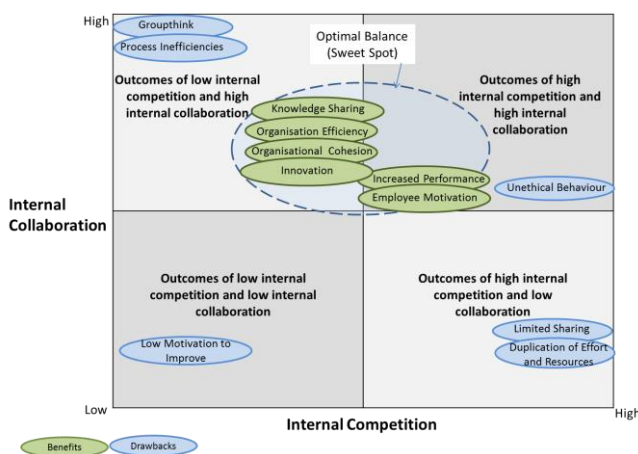 High
Groupthink
Process Inefficiencies
Optimal Balance
(Sweet Spot)
Outcomes of low internal
competition and high
internal collaboration
Outcomes of high
internal competition and
high internal
collaboration
Knowledge Sharing
Organisation Efficiency
Organisational Cohesion
Innovation
Increased Performance
Employee Motivation
Unethical Behaviour
Internal
Collaboration
Outcomes of low internal
competition and low internal
collaboration
Outcomes of high internal
competition and low
collaboration
Low Motivation to
Improve
Limited Sharing
Duplication of Effort
and Resources
Low
Internal Competition
High
Benefits
Drawbacks